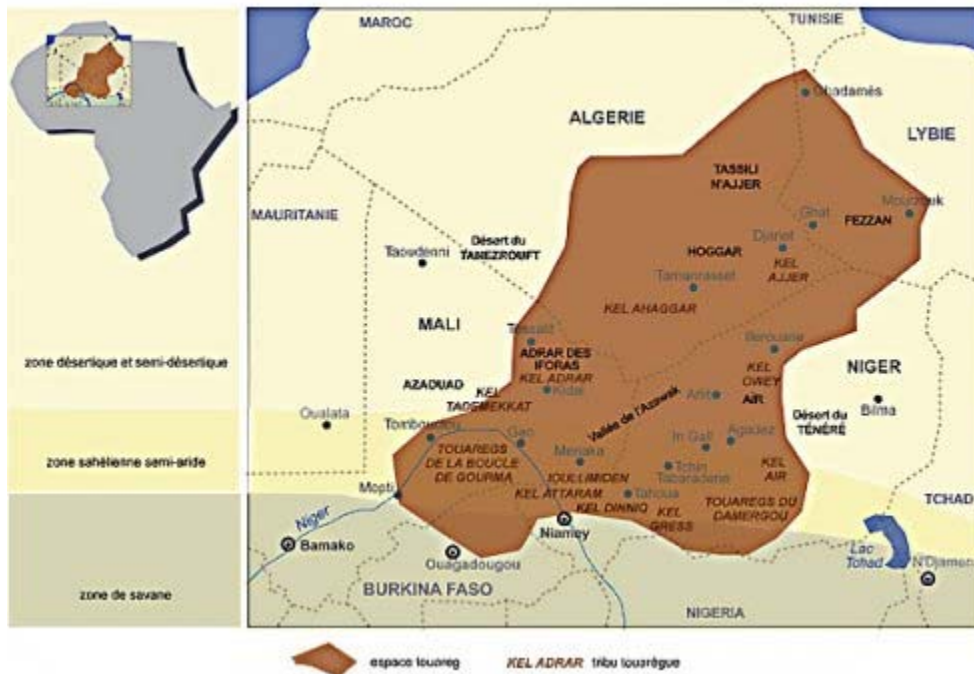 MAROC
TUNISIE
Ghadamès
ALGERIE
LYBIE
TASSILI
N'AJJER
MAURITANIE
Mourzouk
Ghat
FEZZAN
Désert du
TANEZROUFT
Djanet
HOGGAR
Taoudenni
KEL
AJJER
Tamanrasset
KEL AHAGGAR
MALI
Tessalit
Iferouane
zone désertique et semi-désertique
ADRAR DES
IFORAS
NIGER
KEL ADRAR
KEL
OWEY
AZAOUAD
KEL
TADEMEKKAT
Kidal
Arlit
AÏR
Bilma
Vallée de l'Azawak
Désert du
TÉNÉRÉ
Oualata
Tombouctou
Gao
In Gall
Agadez
TOUAREGS
DE LA BOUCLE
DE GOURMA
zone sahélienne semi-aride
Menaka
Tchin
Tabaradene
KEL
AIR
IOULLIMIDEN
KEL ATTARAM
Mopti
Tahoua
TCHAD
KEL DINNIQ
KEL
GRESS
TOUAREGS DU
DAMERGOU
Niger
Niamey
Bamako
Ouagadougou
Lac
Tchad
N'Djamena
BURKINA FASO
zone de savane
NIGERIA
espace touareg
KEL ADRAR
tribu touarègue